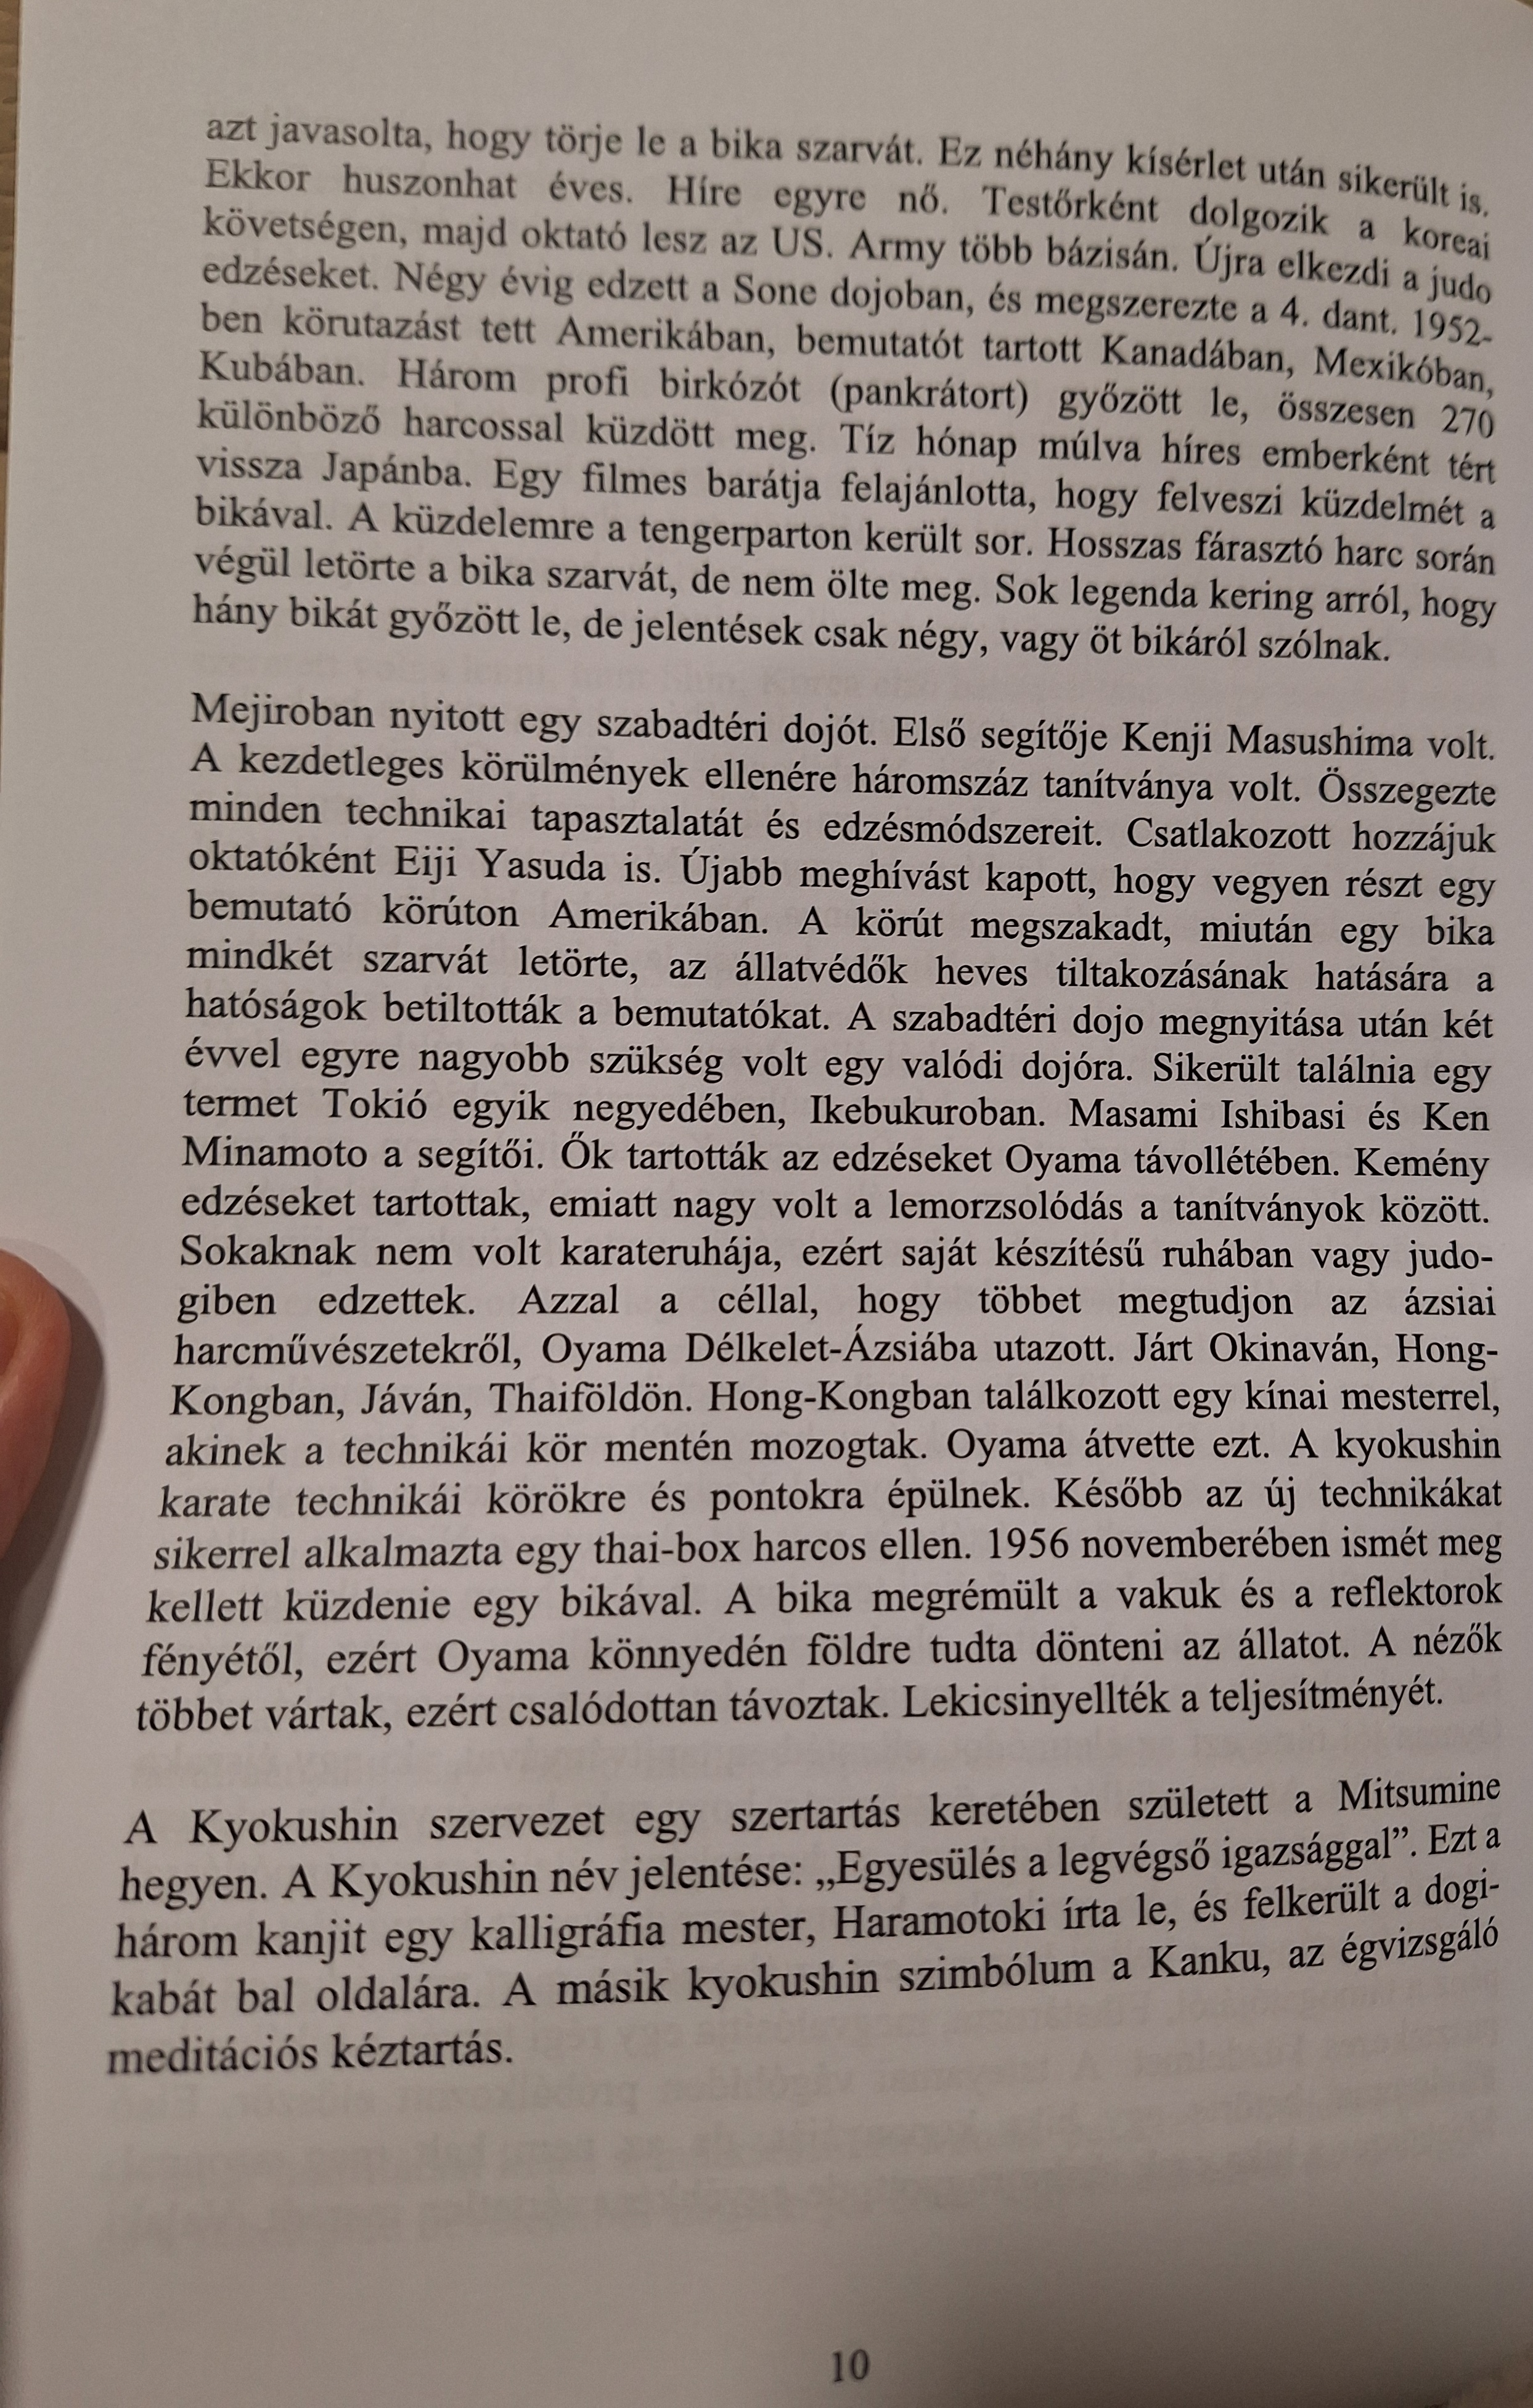 azt javasolta, hogy törje le a bika szarvát. Ez néhány kísérlet után sikerült is.
Ekkor huszonhat éves. Híre egyre nő. Testőrként dolgozik a koreai
követségen, majd oktató lesz az US. Army több bázisán. Újra elkezdi a judo
edzéseket. Négy évig edzett a Sone dojoban, és megszerezte a 4. dant. 1952-
ben körutazást tett Amerikában, bemutatót tartott Kanadában, Mexikóban,
Kubában. Három profi birkózót (pankrátort) győzött le, összesen 270
különböző harcossal küzdött meg. Tíz hónap múlva híres emberként tért
vissza Japánba. Egy filmes barátja felajánlotta, hogy felveszi küzdelmét a
bikával. A küzdelemre a tengerparton került sor. Hosszas fárasztó harc során
végül letörte a bika szarvát, de nem ölte meg. Sok legenda kering arról, hogy
hány bikát győzött le, de jelentések csak négy, vagy öt bikáról szólnak.
Mejiroban nyitott egy szabadtéri dojót. Első segítője Kenji Masushima volt.
A kezdetleges körülmények ellenére háromszáz tanítványa volt. Összegezte
minden technikai tapasztalatát és edzésmódszereit. Csatlakozott hozzájuk
oktatóként Eiji Yasuda is. Újabb meghívást kapott, hogy vegyen részt egy
bemutató körúton Amerikában. A körút megszakadt, miután egy bika
mindkét szarvát letörte, az állatvédők heves tiltakozásának hatására a
hatóságok betiltották a bemutatókat. A szabadtéri dojo megnyitása után két
évvel egyre nagyobb szükség volt egy valódi dojóra. Sikerült találnia egy
termet Tokió egyik negyedében, Ikebukuroban. Masami Ishibasi és Ken
Minamoto a segítői. Ők tartották az edzéseket Oyama távollétében. Kemény
edzéseket tartottak, emiatt nagy volt a lemorzsolódás a tanítványok között.
Sokaknak nem volt karateruhája, ezért saját készítésű ruhában vagy judo-
giben edzettek. Azzal a céllal, hogy többet megtudjon az ázsiai
harcművészetekről, Oyama Délkelet-Ázsiába utazott. Járt Okinaván, Hong-
Kongban, Jáván, Thaiföldön. Hong-Kongban találkozott egy kínai mesterrel,
akinek a technikái kör mentén mozogtak. Oyama átvette ezt. A kyokushin
karate technikái körökre és pontokra épülnek. Később az új technikákat
sikerrel alkalmazta egy thai-box harcos ellen. 1956 novemberében ismét meg
kellett küzdenie egy bikával. A bika megrémült a vakuk és a reflektorok
fényétől, ezért Oyama könnyedén földre tudta dönteni az állatot. A nézők
többet vártak, ezért csalódottan távoztak. Lekicsinyellték a teljesítményét.
A Kyokushin szervezet egy szertartás keretében született a Mitsumine
hegyen. A Kyokushin név jelentése: „Egyesülés a legvégső igazsággal”. Ezt a
három kanjit egy kalligráfia mester, Haramotoki írta le, és felkerült a dogi-
kabát bal oldalára. A másik kyokushin szimbólum a Kanku, az égvizsgáló
meditációs kéztartás.
10